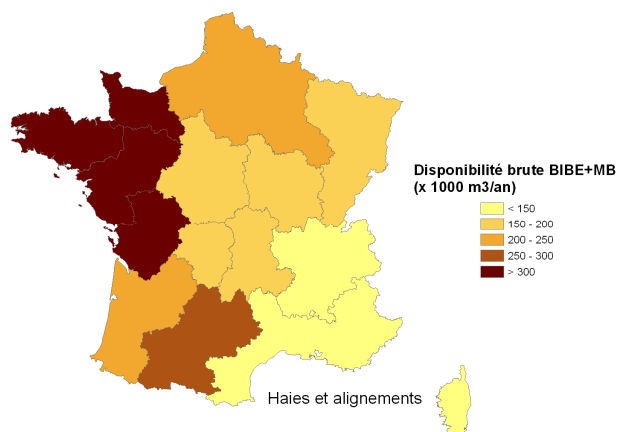 Disponibilité brute BIBE+MB
(x 1000 m3/an)
< 150
150 - 200
200 - 250
250 - 300
> 300
Haies et alignements